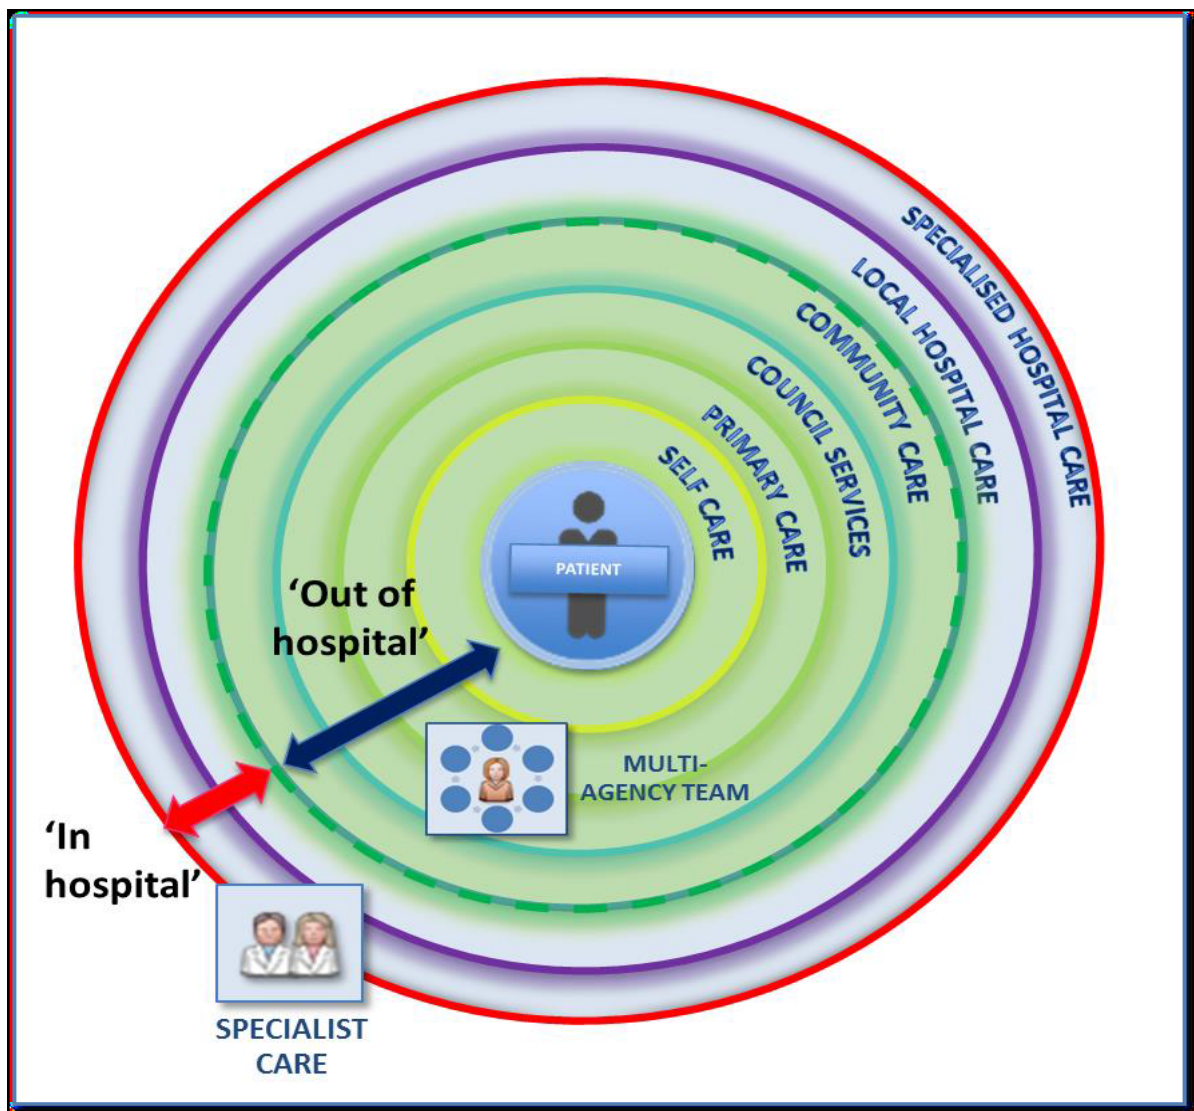 SPECIALISED HOSPITAL CARE
LOCAL HOSPITAL CARE
COMMUNITY CARE
COUNCIL SERVICES
PRIMARY CARE
SELF CARE
PATIENT
‘Out of
hospital’
MULTI-
AGENCY TEAM
‘In
hospital’
SPECIALIST
CARE